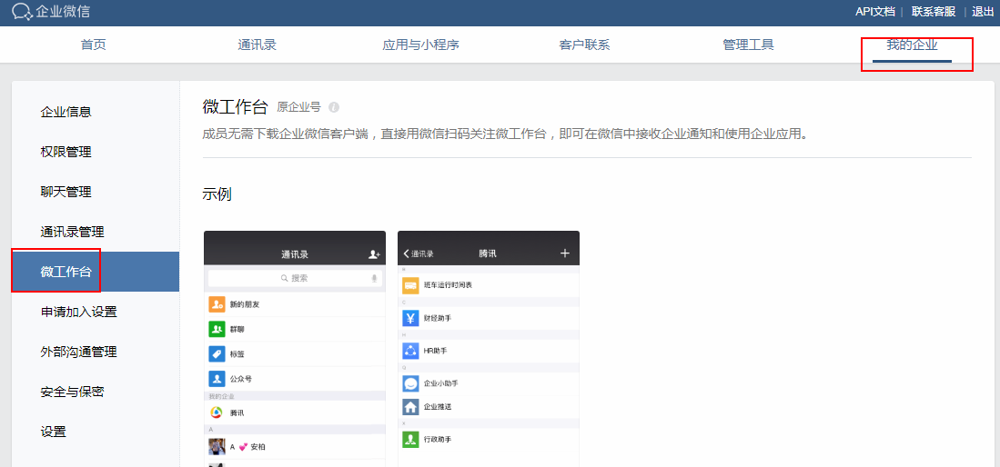 企业微信
API文档 | 联系客服 | 退出
首页 通讯录 应用与小程序 客户联系 管理工具 我的企业
企业信息
权限管理
聊天管理
通讯录管理
微工作台
申请加入设置
外部沟通管理
安全与保密
设置
微工作台 原企业号
成员无需下载企业微信客户端，直接用微信扫码关注微工作台，即可在微信中接收企业通知和使用企业应用。
示例
通讯录
搜索
新的朋友
群聊
标签
公众号
我的企业
腾讯
A
A 💕 安柏
通讯录 腾讯
班车运行时间表
财经助手
H
HR助手
Q
企业小助手
企业推送
X
行政助手